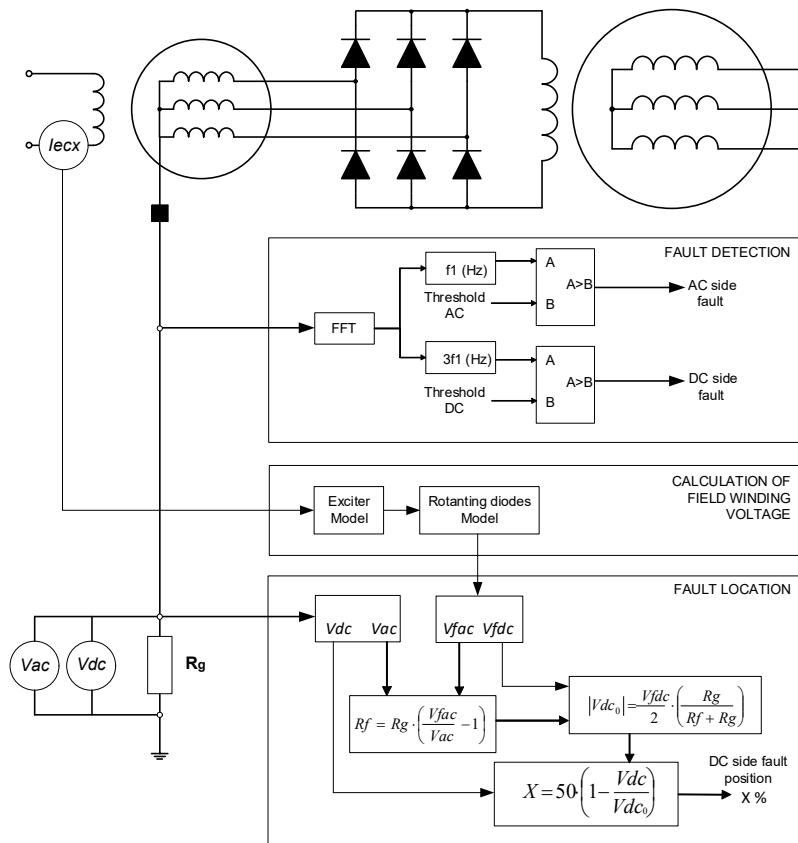 Iecx
FAULT DETECTION
f1 (Hz)
A
A>B
B
Threshold
AC
AC side
fault
FFT
3f1 (Hz)
A
A>B
B
Threshold
DC
DC side
fault
CALCULATION OF
FIELD WINDING
VOLTAGE
Exciter
Model
Rotanting diodes
Model
FAULT LOCATION
Vac
Vdc
Rg
Vdc Vac
Vfac Vfdc
Rf = Rg · (Vfac/Vac − 1)
|Vdc₀| = Vfdc/2 · (Rg/(Rf + Rg))
X = 50·(1 − Vdc/Vdc₀)
DC side fault
position
X %